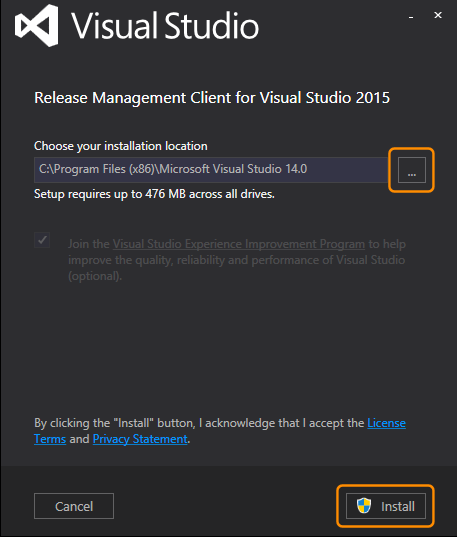 Visual Studio
Release Management Client for Visual Studio 2015
Choose your installation location
C:\Program Files (x86)\Microsoft Visual Studio 14.0
...
Setup requires up to 476 MB across all drives.
Join the Visual Studio Experience Improvement Program to help
improve the quality, reliability and performance of Visual Studio
(optional).
By clicking the "Install" button, I acknowledge that I accept the License
Terms and Privacy Statement.
Cancel
Install